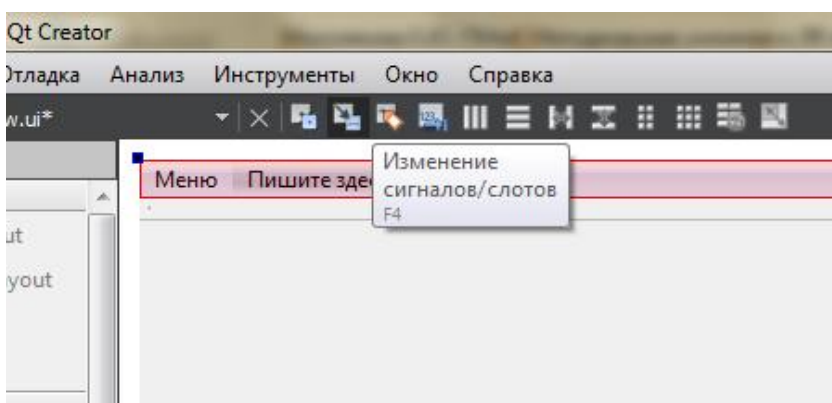 Qt Creator
Отладка Анализ Инструменты Окно Справка
w.ui*
Изменение
сигналов/слотов
F4
Меню Пишите зде
ut
yout